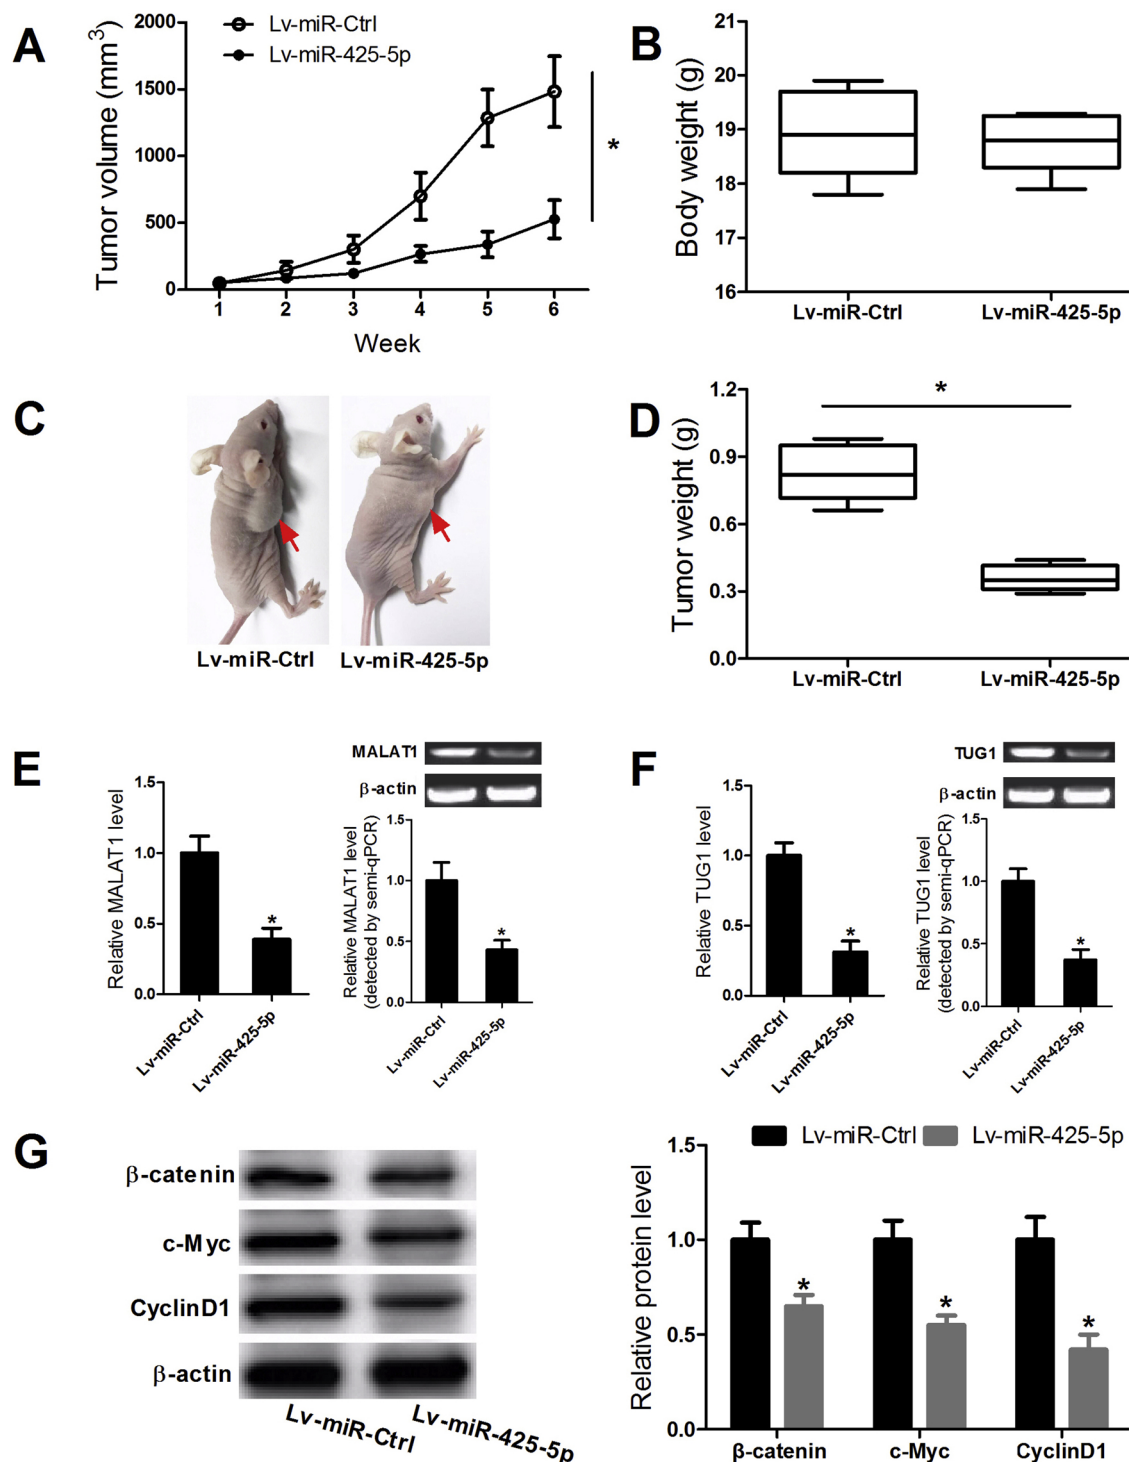 A
Tumor volume (mm3)
2000
1500
1000
500
0
Lv-miR-Ctrl
Lv-miR-425-5p
*
1 2 3 4 5 6
Week
B
Body weight (g)
21
20
19
18
17
16
Lv-miR-Ctrl Lv-miR-425-5p
C
Lv-miR-Ctrl Lv-miR-425-5p
D
Tumor weight (g)
1.2
0.9
0.6
0.3
0.0
*
Lv-miR-Ctrl Lv-miR-425-5p
E
Relative MALAT1 level
1.5
1.0
0.5
0.0
*
Lv-miR-Ctrl
Lv-miR-425-5p
MALAT1
β-actin
Relative MALAT1 level
(detected by semi-qPCR)
1.5
1.0
0.5
0.0
*
Lv-miR-Ctrl
Lv-miR-425-5p
F
Relative TUG1 level
1.5
1.0
0.5
0.0
*
Lv-miR-Ctrl
Lv-miR-425-5p
TUG1
β-actin
Relative TUG1 level
(detected by semi-qPCR)
1.5
1.0
0.5
0.0
*
Lv-miR-Ctrl
Lv-miR-425-5p
G
β-catenin
c-Myc
CyclinD1
β-actin
Lv-miR-Ctrl
Lv-miR-425-5p
Lv-miR-Ctrl Lv-miR-425-5p
Relative protein level
1.5
1.0
0.5
0.0
* * *
β-catenin c-Myc CyclinD1